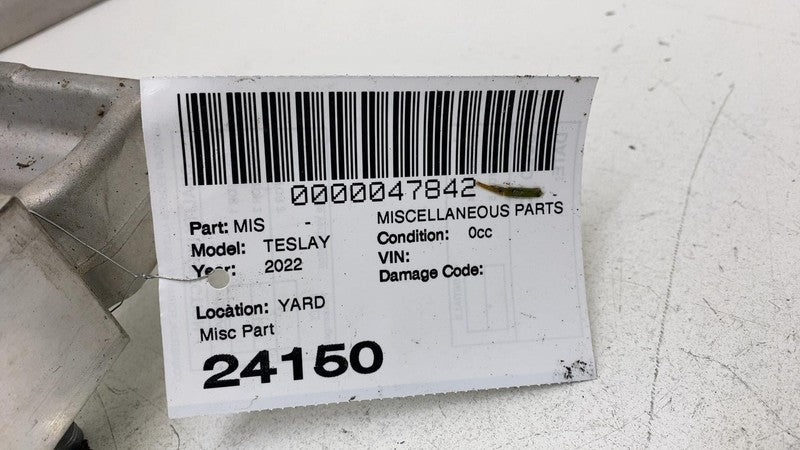 0000047842
Part: MIS - MISCELLANEOUS PARTS
Model: TESLAY Condition: 0cc
Year: 2022 VIN:
Damage Code:
Location: YARD
Misc Part
24150